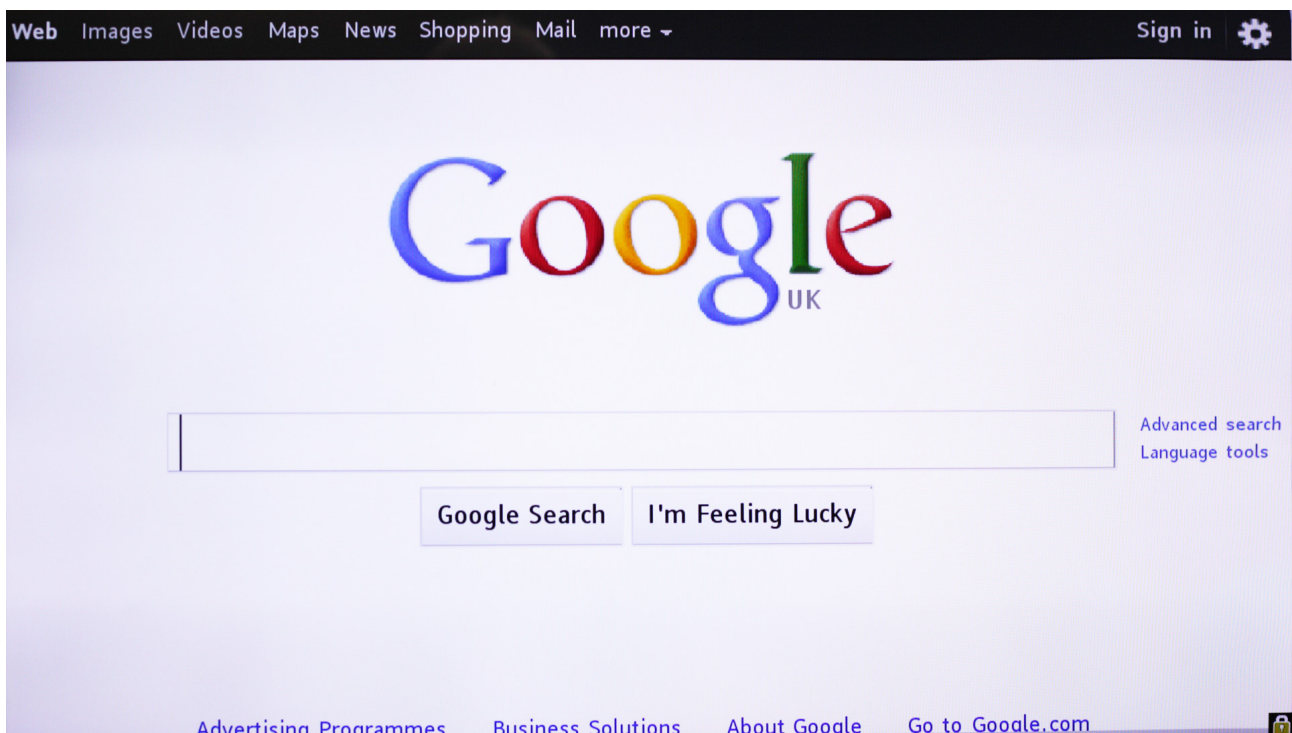 Web Images Videos Maps News Shopping Mail more Sign in
Google
UK
Advanced search
Language tools
Google Search I'm Feeling Lucky
Advertising Programmes Business Solutions About Google Go to Google.com